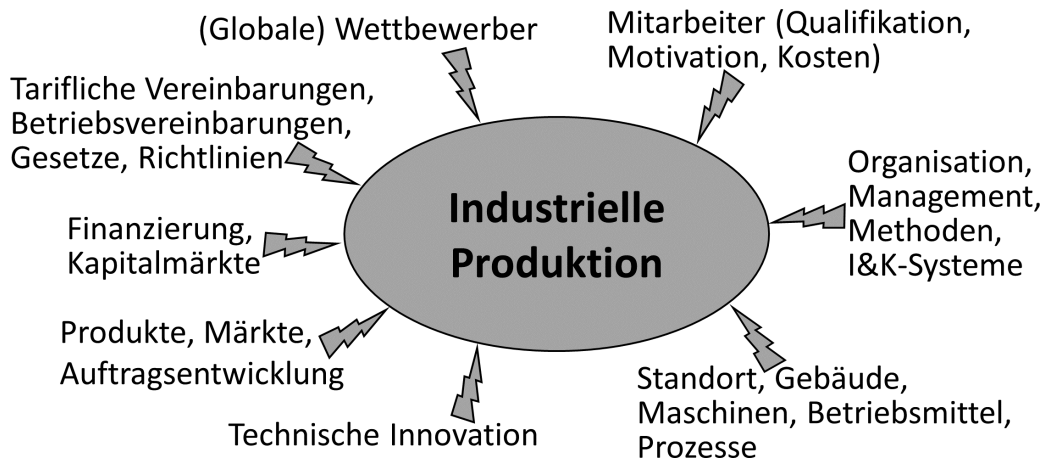 (Globale) Wettbewerber
Mitarbeiter (Qualifikation,
Motivation, Kosten)
Tarifliche Vereinbarungen,
Betriebsvereinbarungen,
Gesetze, Richtlinien
Organisation,
Management,
Methoden,
I&K-Systeme
Industrielle
Produktion
Finanzierung,
Kapitalmärkte
Produkte, Märkte,
Auftragsentwicklung
Standort, Gebäude,
Maschinen, Betriebsmittel,
Prozesse
Technische Innovation